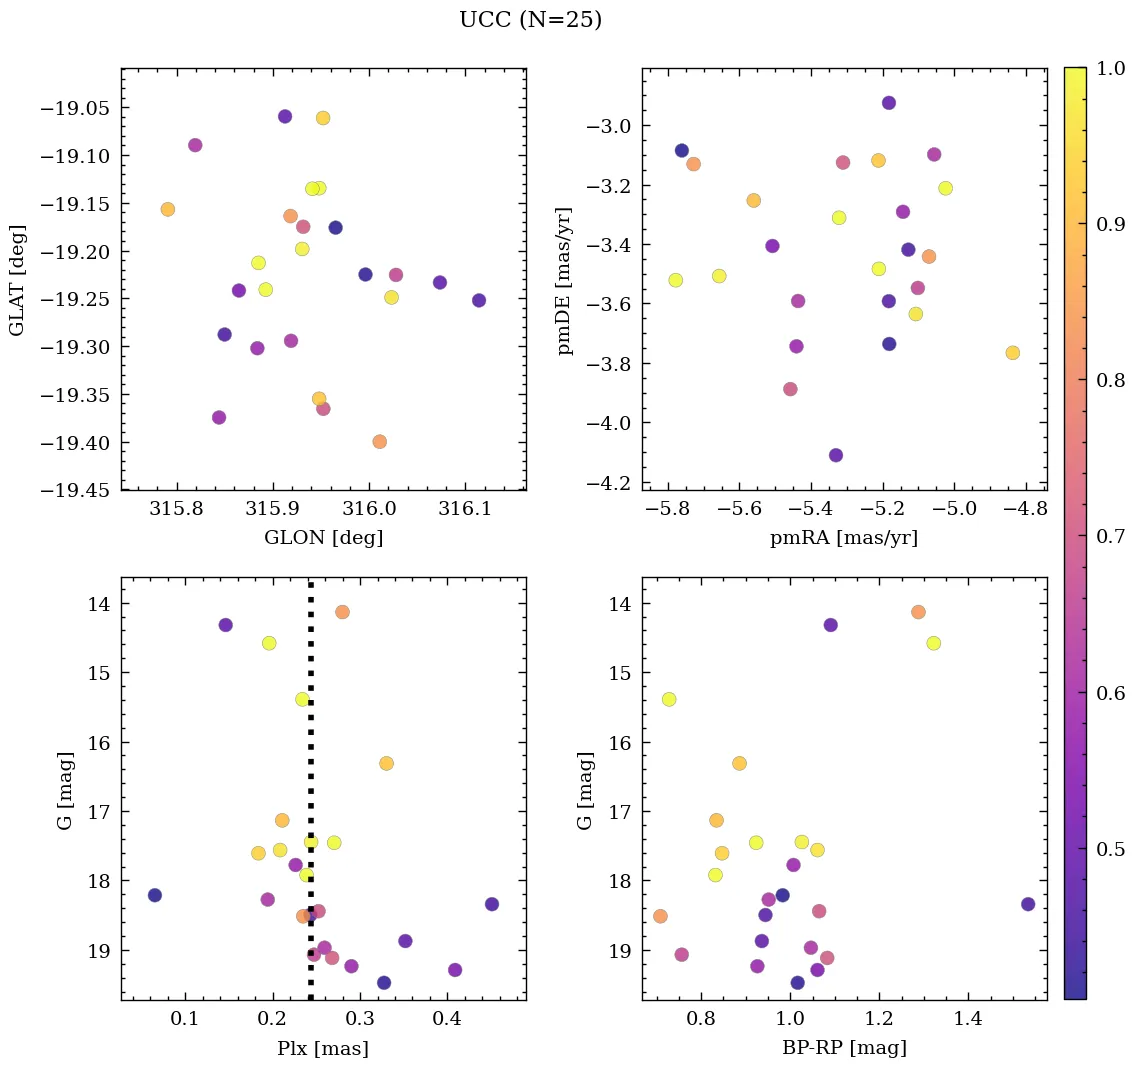 UCC (N=25)
−19.05
−19.10
−19.15
−19.20
−19.25
−19.30
−19.35
−19.40
−19.45
GLAT [deg]
315.8 315.9 316.0 316.1
GLON [deg]
−3.0
−3.2
−3.4
−3.6
−3.8
−4.0
−4.2
pmDE [mas/yr]
−5.8 −5.6 −5.4 −5.2 −5.0 −4.8
pmRA [mas/yr]
14
15
16
17
18
19
G [mag]
0.1 0.2 0.3 0.4
Plx [mas]
14
15
16
17
18
19
G [mag]
0.8 1.0 1.2 1.4
BP-RP [mag]
1.0
0.9
0.8
0.7
0.6
0.5